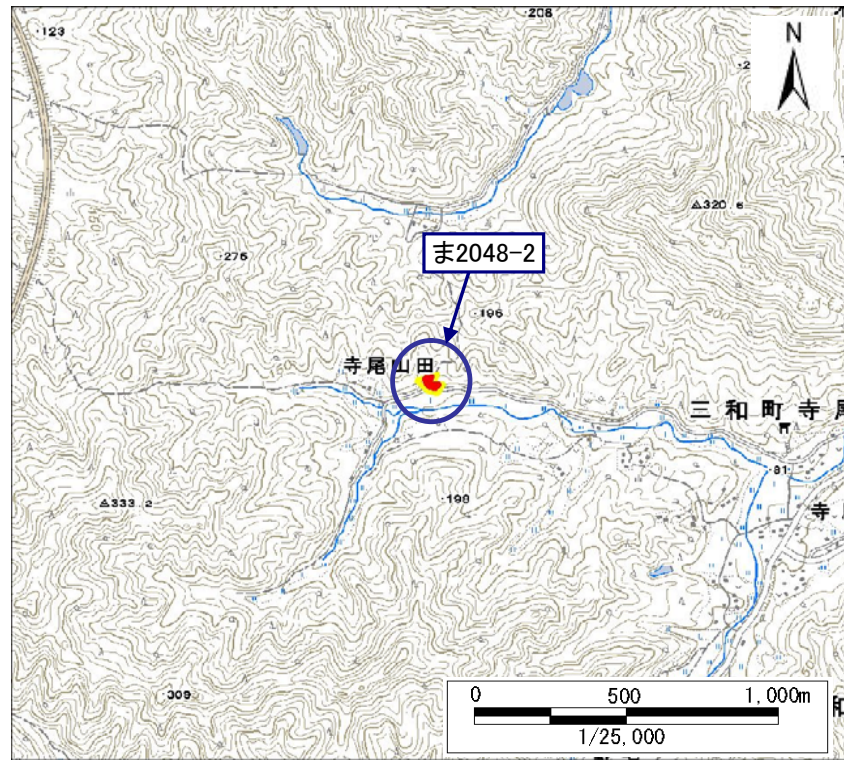 ・208
・123
N
△320.6
ま2048-2
・276
・196
寺尾山田
三和町寺尾
・81
・198
△333.2
寺
・309
0 500 1,000m
1/25,000
和